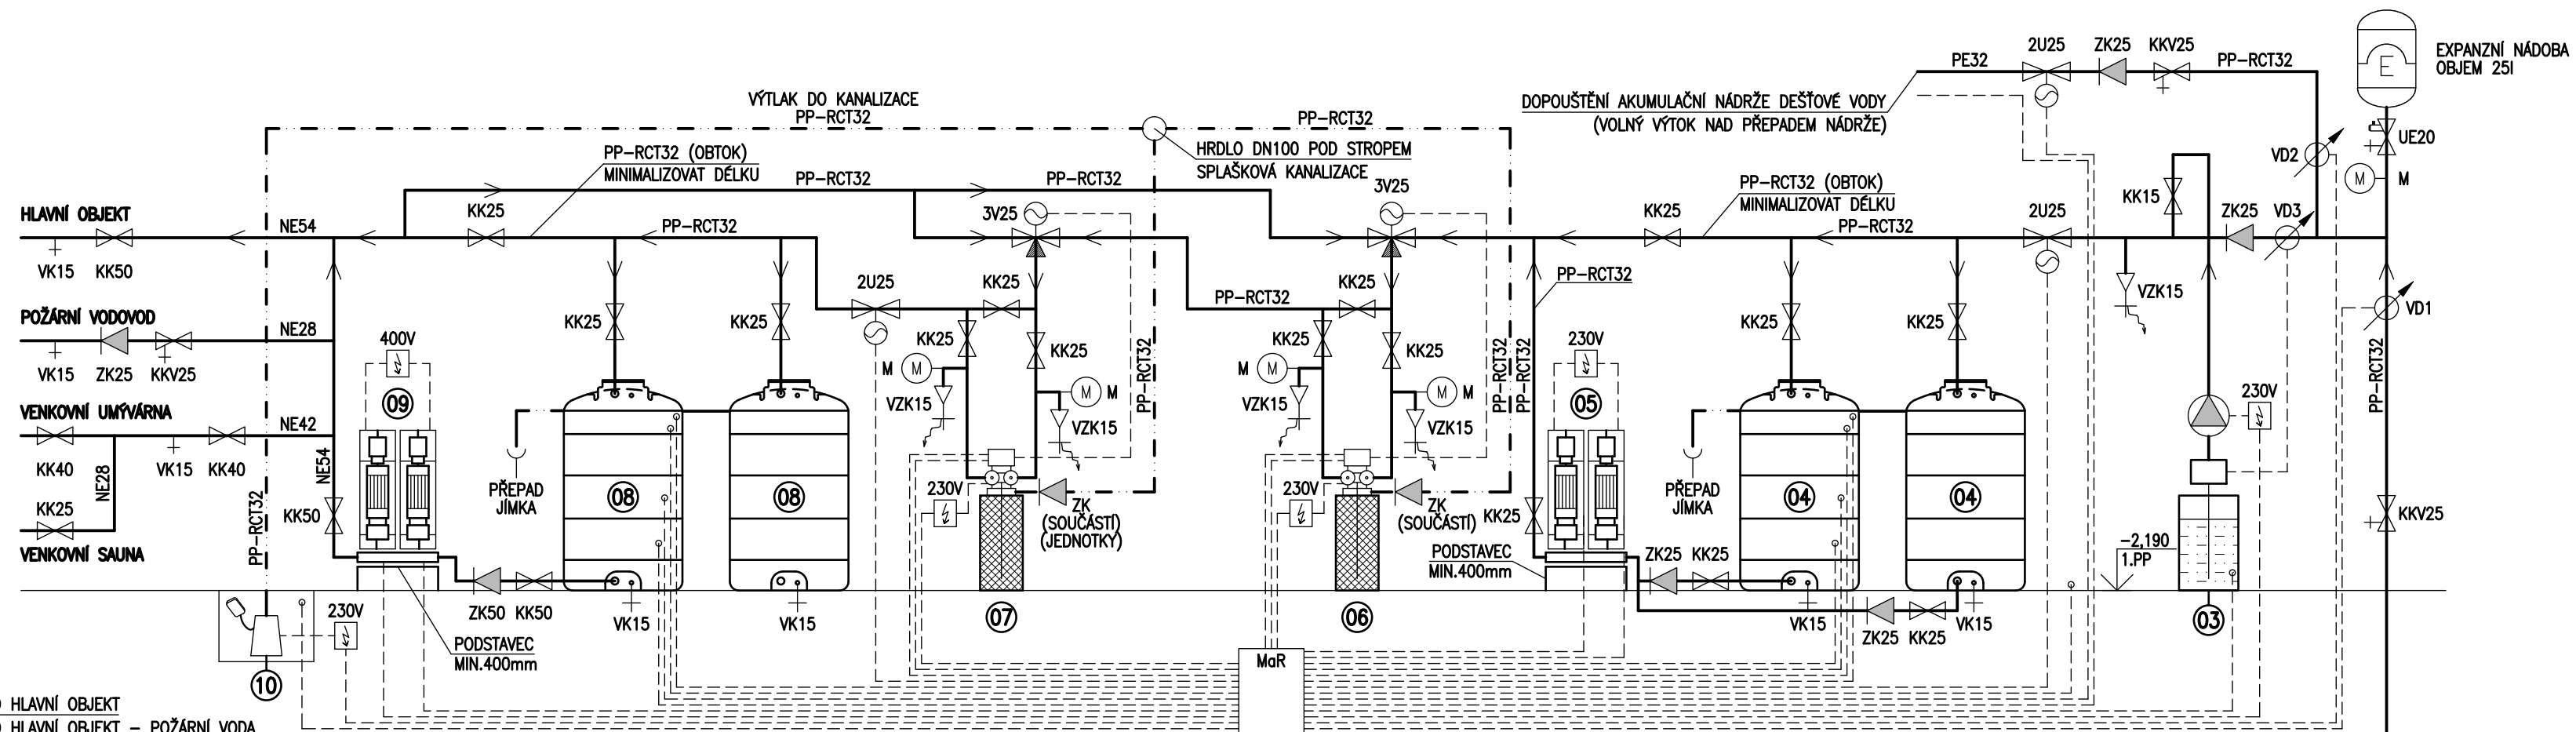 EXPANZNÍ NÁDOBA
OBJEM 25l
E
UE20
M
M
PE32
2U25
ZK25
KKV25
PP-RCT32
DOPOUŠTĚNÍ AKUMULAČNÍ NÁDRŽE DEŠŤOVÉ VODY
(VOLNÝ VÝTOK NAD PŘEPADEM NÁDRŽE)
VÝTLAK DO KANALIZACE
PP-RCT32
PP-RCT32
HRDLO DN100 POD STROPEM
SPLAŠKOVÁ KANALIZACE
PP-RCT32 (OBTOK)
MINIMALIZOVAT DÉLKU
PP-RCT32
PP-RCT32
PP-RCT32 (OBTOK)
MINIMALIZOVAT DÉLKU
VD2
KK15
ZK25
VD3
HLAVNÍ OBJEKT
NE54
VK15
KK50
KK25
PP-RCT32
3V25
3V25
KK25
PP-RCT32
2U25
VD1
POŽÁRNÍ VODOVOD
NE28
VK15
ZK25
KKV25
400V
09
KK25
KK25
2U25
KK25
KK25
KK25
PP-RCT32
KK25
KK25
KK25
PP-RCT32
PP-RCT32
PP-RCT32
PP-RCT32
230V
05
KK25
KK25
VZK15
PP-RCT32
M
M
M
M
M
M
M
M
VZK15
VZK15
VZK15
VZK15
VENKOVNÍ UMÝVÁRNA
NE42
KK40
VK15
KK40
NE28
KK25
VENKOVNÍ SAUNA
PP-RCT32
NE54
KK50
PŘEPAD
JÍMKA
08
08
230V
ZK
(SOUČÁSTÍ
JEDNOTKY)
230V
ZK
(SOUČÁSTÍ)
KK25
PODSTAVEC
MIN.400mm
PŘEPAD
JÍMKA
04
04
230V
-2,190
1.PP
KKV25
ZK50
KK50
VK15
VK15
07
06
ZK25
KK25
VK15
ZK25
KK25
VK15
03
230V
10
PODSTAVEC
MIN.400mm
MaR
HLAVNÍ OBJEKT
HLAVNÍ OBJEKT - POŽÁRNÍ VODA